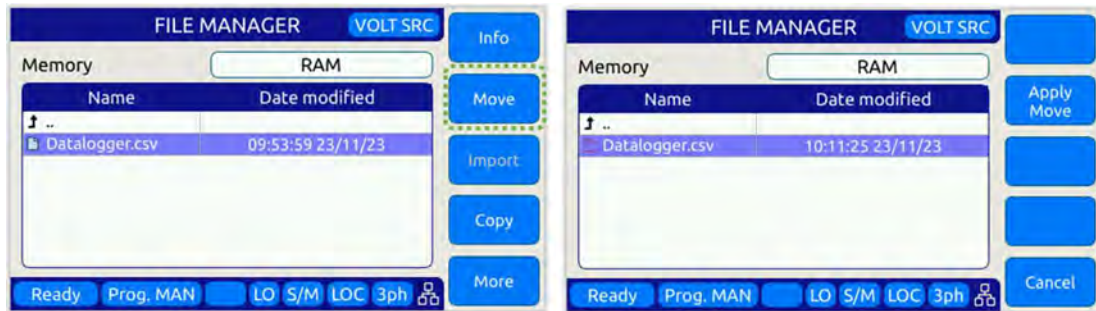 FILE MANAGER VOLT SRC
Memory RAM
Name Date modified
..
Datalogger.csv 09:53:59 23/11/23
Ready Prog. MAN LO S/M LOC 3ph
Info
Move
Import
Copy
More
FILE MANAGER VOLT SRC
Memory RAM
Name Date modified
..
Datalogger.csv 10:11:25 23/11/23
Ready Prog. MAN LO S/M LOC 3ph
Apply
Move
Cancel